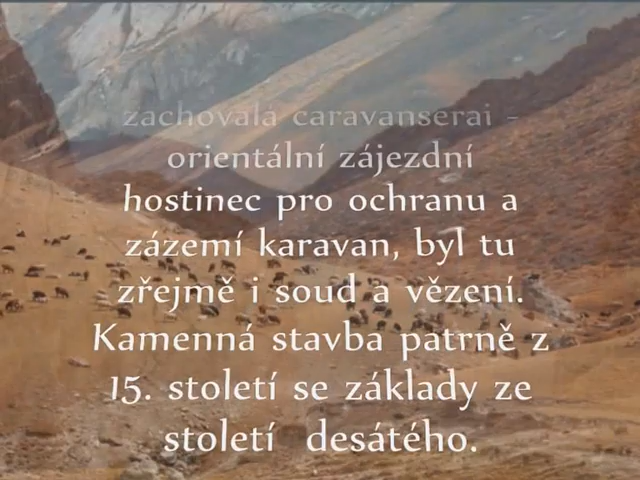 zachovalá caravanserai -
orientální zájezdní
hostinec pro ochranu a
zázemí karavan, byl tu
zřejmě i soud a vězení.
Kamenná stavba patrně z
15. století se základy ze
století desátého.